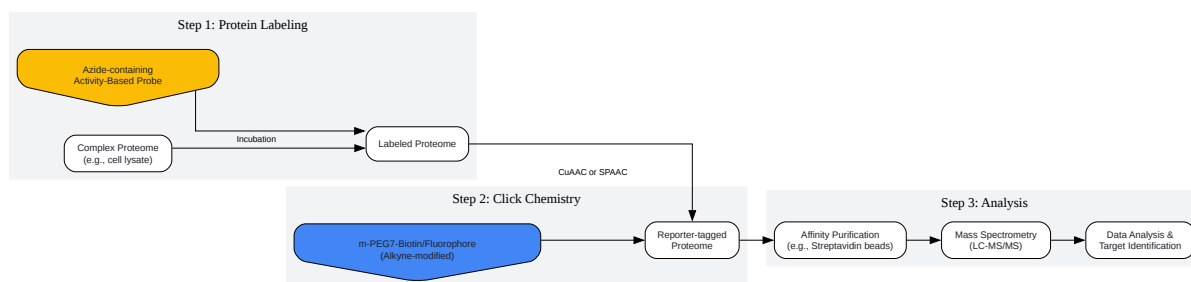 Step 1: Protein Labeling
Azide-containing
Activity-Based Probe
Incubation
Complex Proteome
(e.g., cell lysate)
Labeled Proteome
CuAAC or SPAAC
Step 2: Click Chemistry
m-PEG7-Biotin/Fluorophore
(Alkyne-modified)
Reporter-tagged
Proteome
Step 3: Analysis
Affinity Purification
(e.g., Streptavidin beads)
Mass Spectrometry
(LC-MS/MS)
Data Analysis &
Target Identification